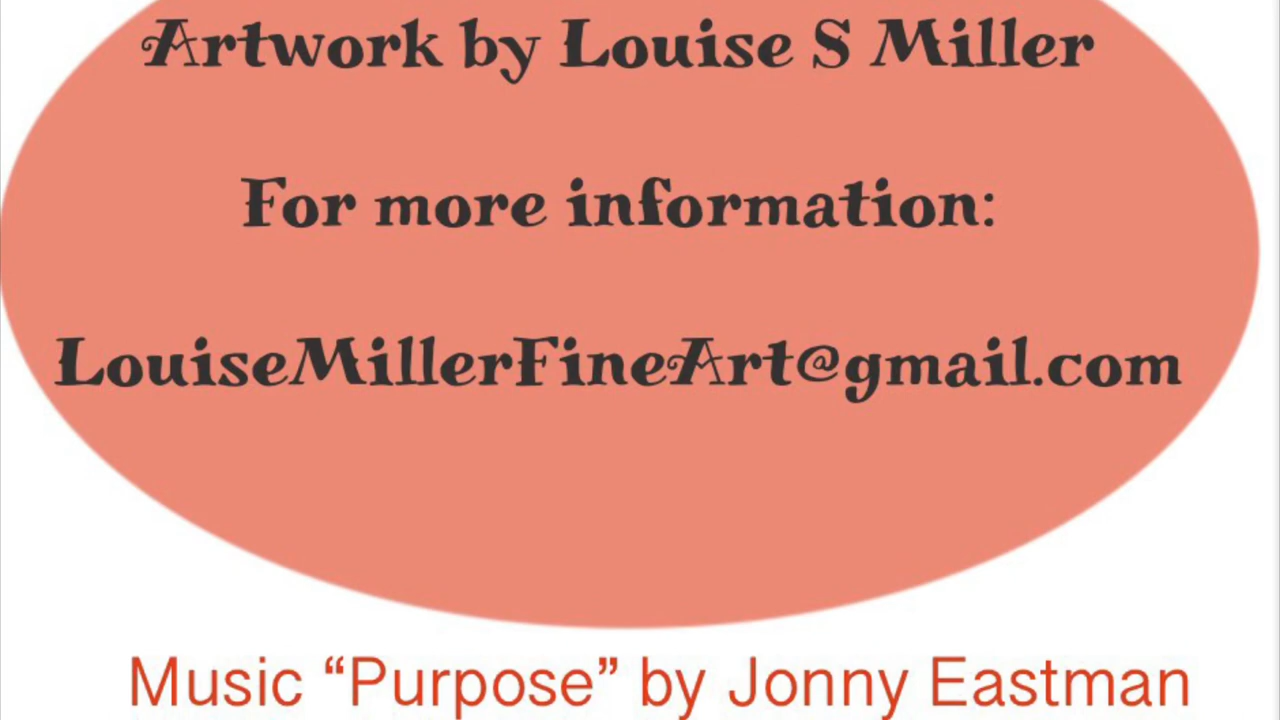 Artwork by Louise S Miller
For more information:
LouiseMillerFineArt@gmail.com
Music “Purpose” by Jonny Eastman